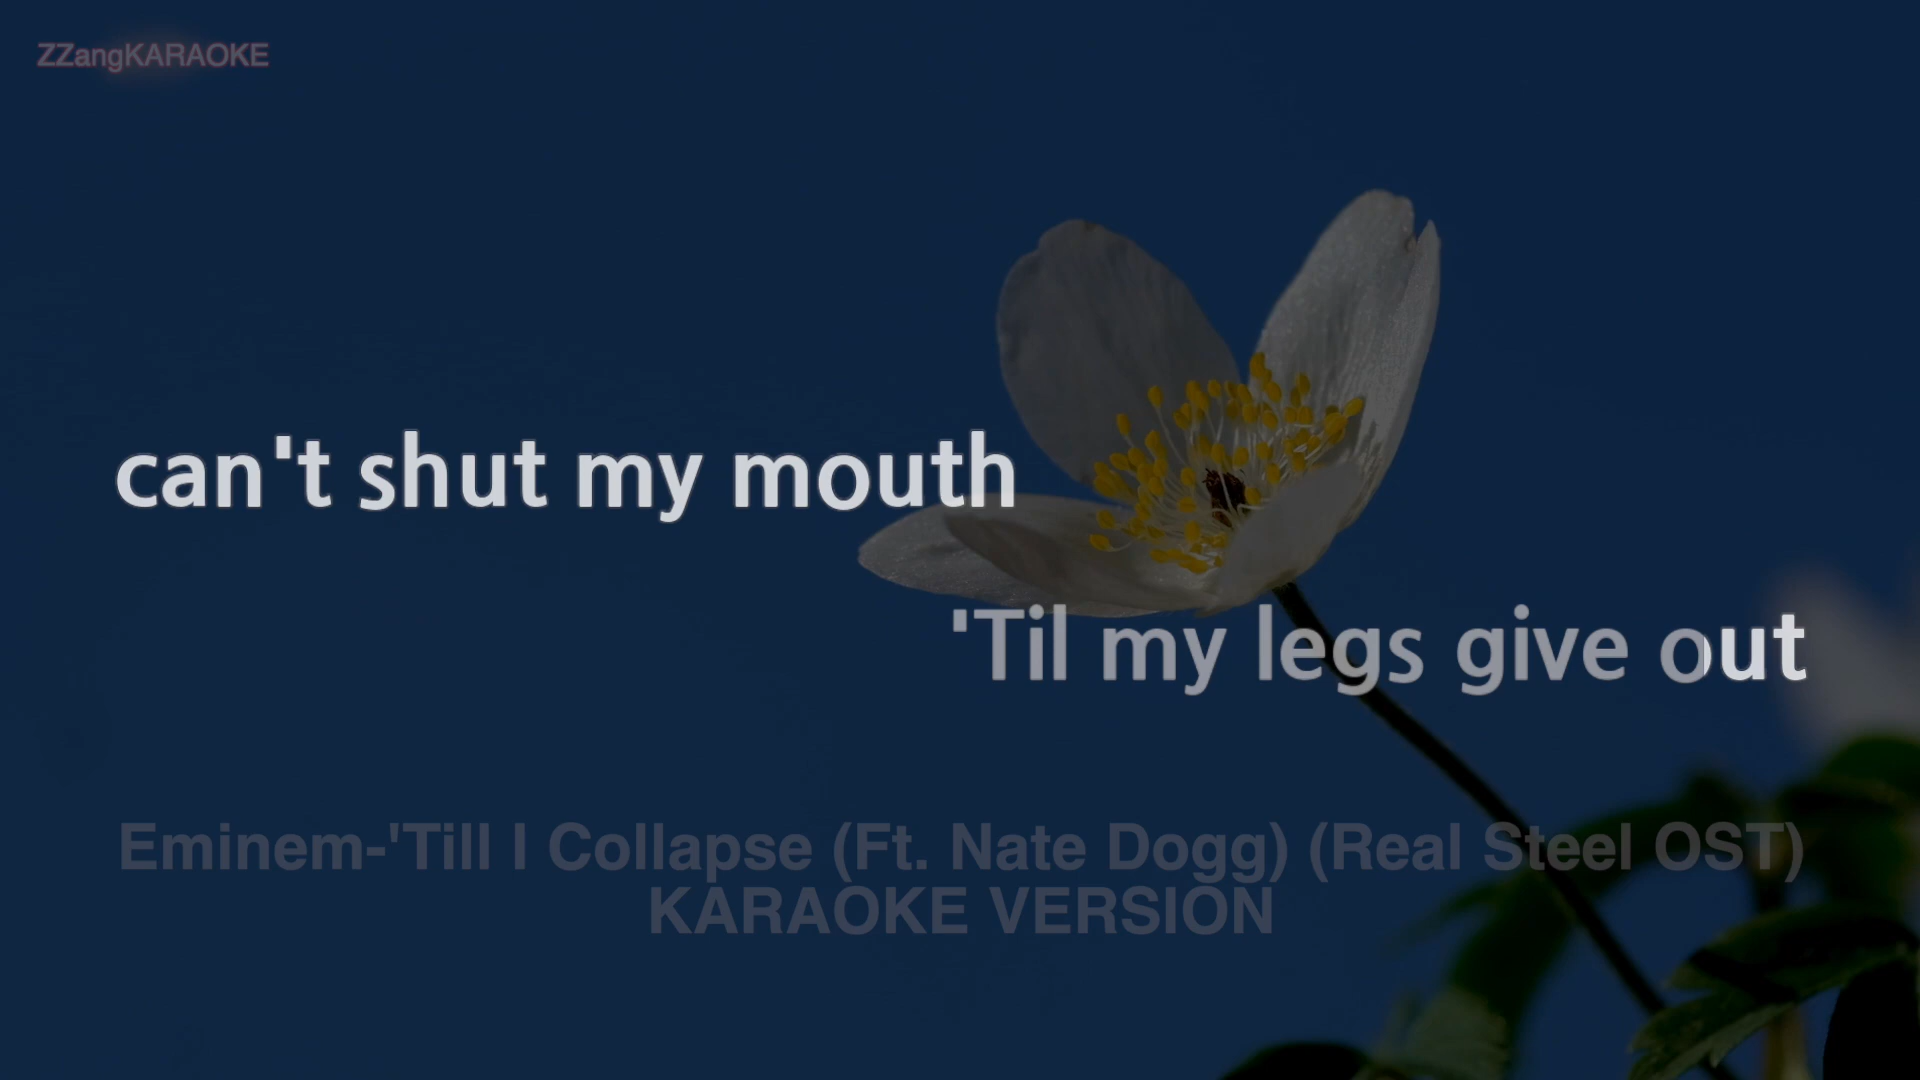 ZZangKARAOKE
can't shut my mouth
'Til my legs give out
Eminem-'Till I Collapse (Ft. Nate Dogg) (Real Steel OST)
KARAOKE VERSION